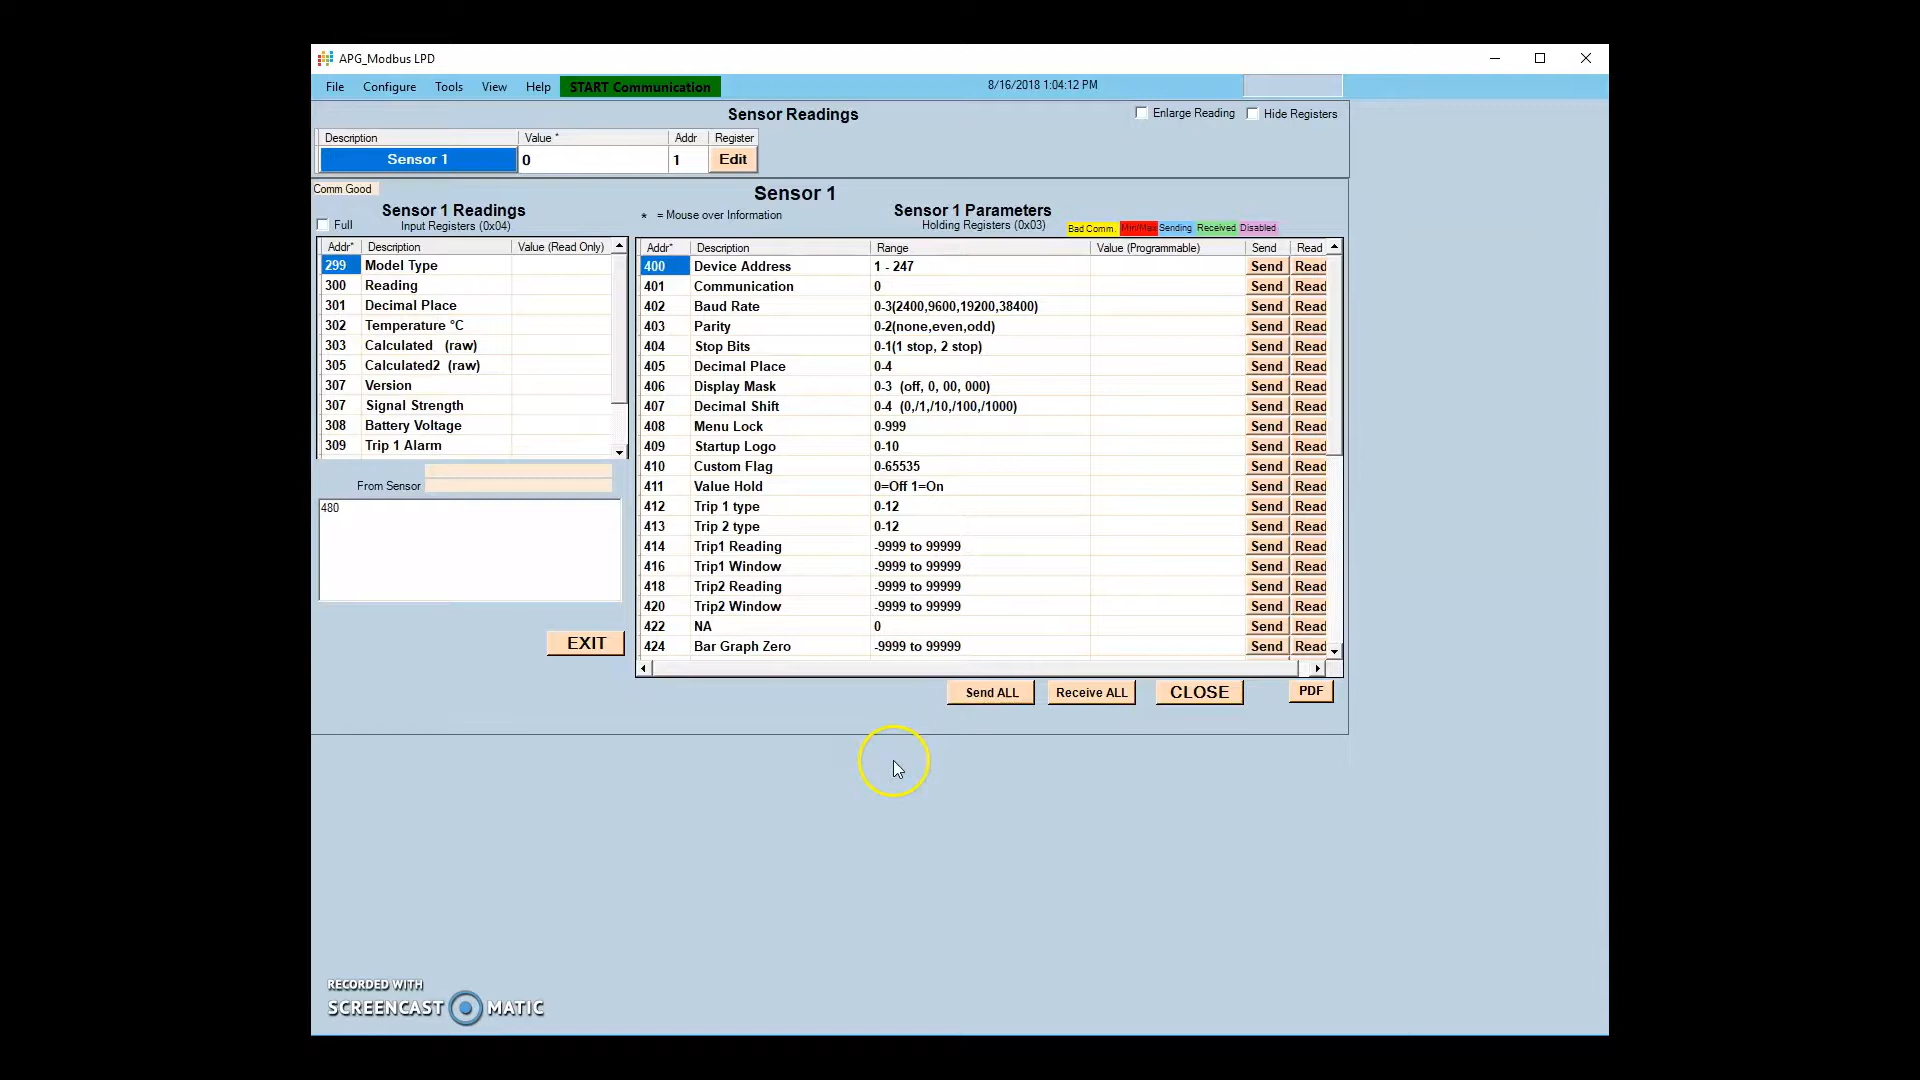 APG_Modbus LPD
File Configure Tools View Help START Communication 8/16/2018 1:04:12 PM
Sensor Readings
Enlarge Reading Hide Registers
Description Value * Addr Register
Sensor 1 0 1 Edit
Comm Good
Sensor 1
Full
Sensor 1 Readings
Input Registers (0x04)
* = Mouse over Information
Sensor 1 Parameters
Holding Registers (0x03)
Bad Comm. Min/Max Sending Received Disabled
Addr* Description Value (Read Only)
299 Model Type
300 Reading
301 Decimal Place
302 Temperature °C
303 Calculated (raw)
305 Calculated2 (raw)
307 Version
307 Signal Strength
308 Battery Voltage
309 Trip 1 Alarm
From Sensor
480
EXIT
Addr* Description Range Value (Programmable) Send Read
400 Device Address 1 - 247 Send Read
401 Communication 0 Send Read
402 Baud Rate 0-3(2400,9600,19200,38400) Send Read
403 Parity 0-2(none,even,odd) Send Read
404 Stop Bits 0-1(1 stop, 2 stop) Send Read
405 Decimal Place 0-4 Send Read
406 Display Mask 0-3 (off, 0, 00, 000) Send Read
407 Decimal Shift 0-4 (0,/1,/10,/100,/1000) Send Read
408 Menu Lock 0-999 Send Read
409 Startup Logo 0-10 Send Read
410 Custom Flag 0-65535 Send Read
411 Value Hold 0=Off 1=On Send Read
412 Trip 1 type 0-12 Send Read
413 Trip 2 type 0-12 Send Read
414 Trip1 Reading -9999 to 99999 Send Read
416 Trip1 Window -9999 to 99999 Send Read
418 Trip2 Reading -9999 to 99999 Send Read
420 Trip2 Window -9999 to 99999 Send Read
422 NA 0 Send Read
424 Bar Graph Zero -9999 to 99999 Send Read
Send ALL Receive ALL CLOSE PDF
RECORDED WITH
SCREENCAST MATIC